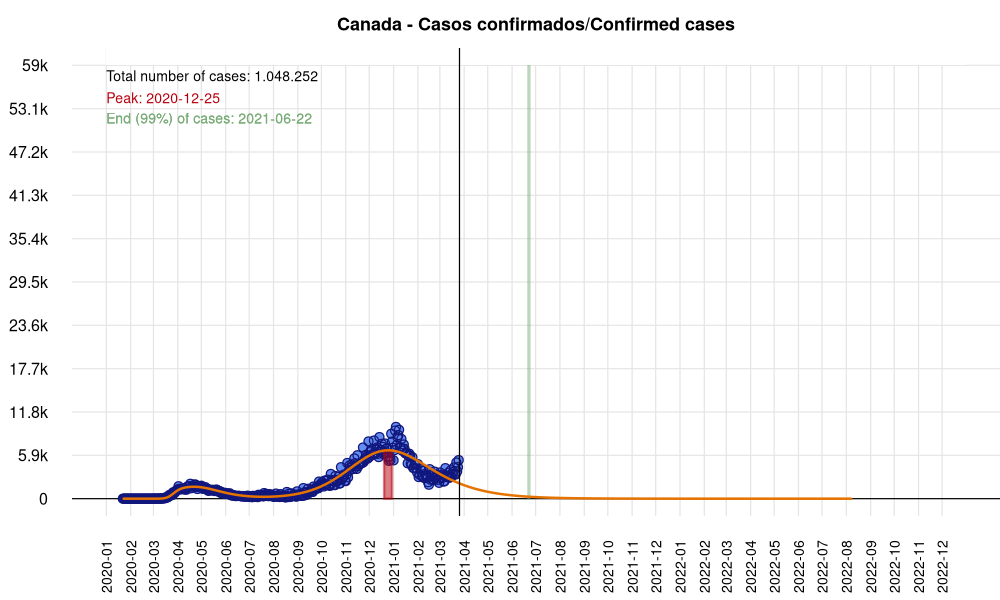 Canada - Casos confirmados/Confirmed cases
Total number of cases: 1.048.252
Peak: 2020-12-25
End (99%) of cases: 2021-06-22
59k
53.1k
47.2k
41.3k
35.4k
29.5k
23.6k
17.7k
11.8k
5.9k
0
2020-01
2020-02
2020-03
2020-04
2020-05
2020-06
2020-07
2020-08
2020-09
2020-10
2020-11
2020-12
2021-01
2021-02
2021-03
2021-04
2021-05
2021-06
2021-07
2021-08
2021-09
2021-10
2021-11
2021-12
2022-01
2022-02
2022-03
2022-04
2022-05
2022-06
2022-07
2022-08
2022-09
2022-10
2022-11
2022-12